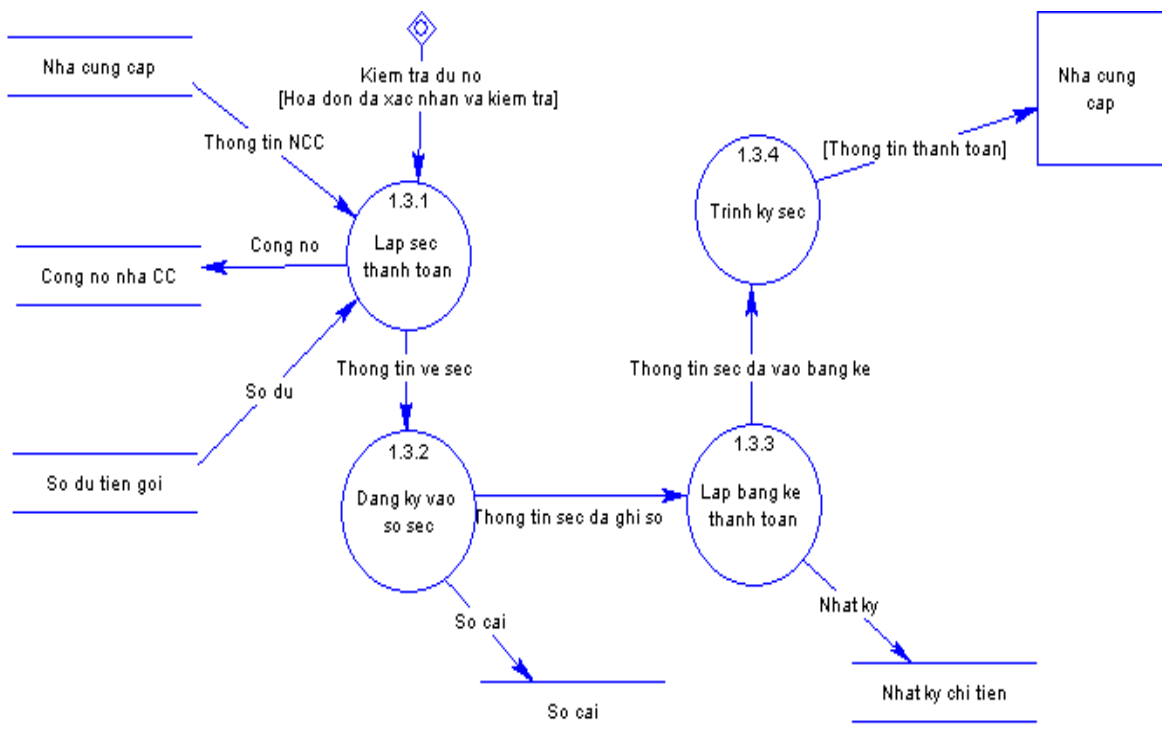 Nha cung cap
Kiem tra du no
[Hoa don da xac nhan va kiem tra]
Nha cung
cap
Thong tin NCC
1.3.4
[Thong tin thanh toan]
Trinh ky sec
1.3.1
Lap sec
thanh toan
Cong no
Cong no nha CC
Thong tin ve sec
Thong tin sec da vao bang ke
So du
So du tien goi
1.3.2
Dang ky vao
so sec
1.3.3
Lap bang ke
thanh toan
Thong tin sec da ghi so
So cai
Nhat ky
So cai
Nhat ky chi tien